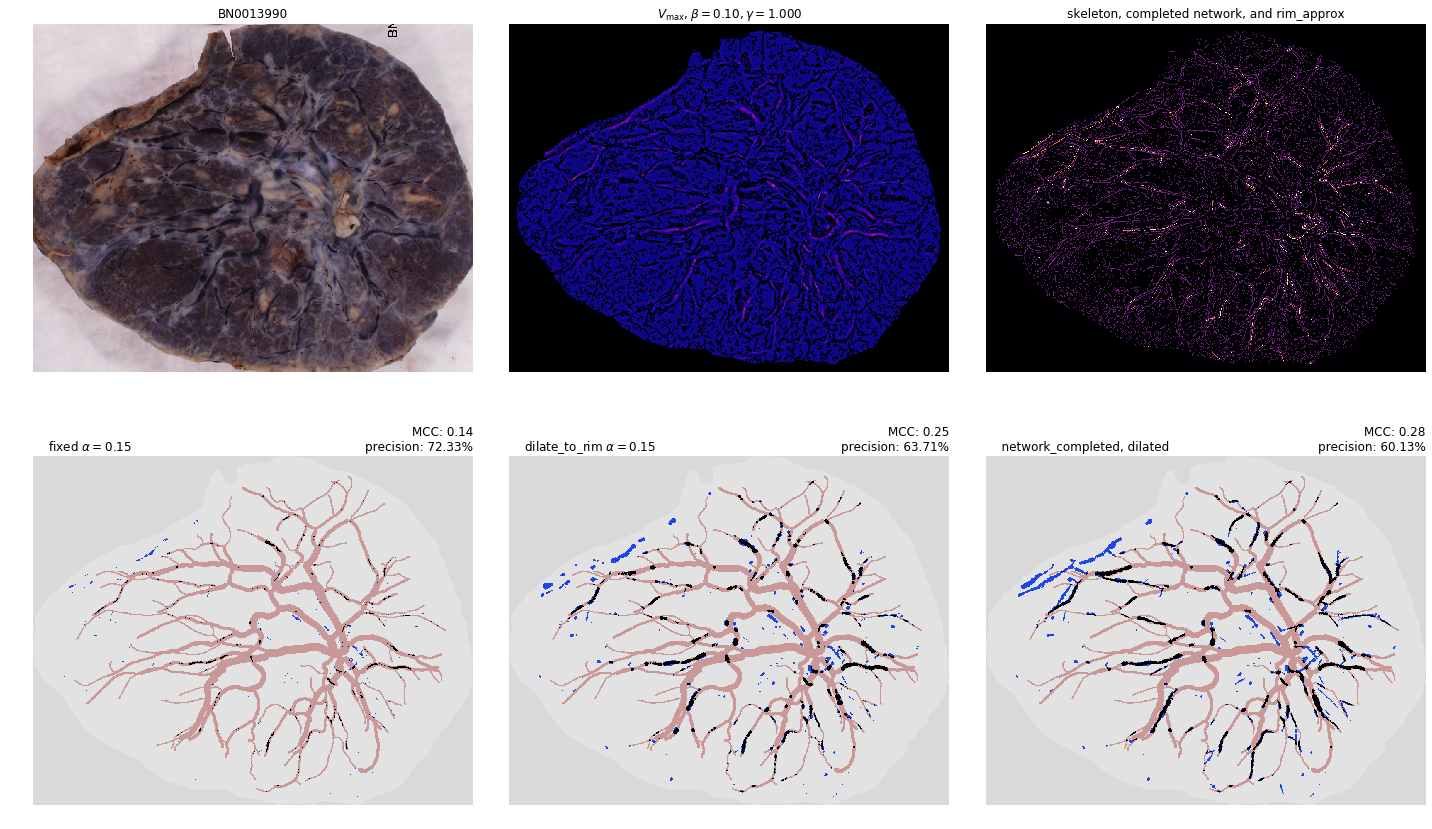 BN0013990
V_max, β = 0.10, γ = 1.000
skeleton, completed network, and rim_approx
BN
fixed α = 0.15
MCC: 0.14
precision: 72.33%
dilate_to_rim α = 0.15
MCC: 0.25
precision: 63.71%
network_completed, dilated
MCC: 0.28
precision: 60.13%